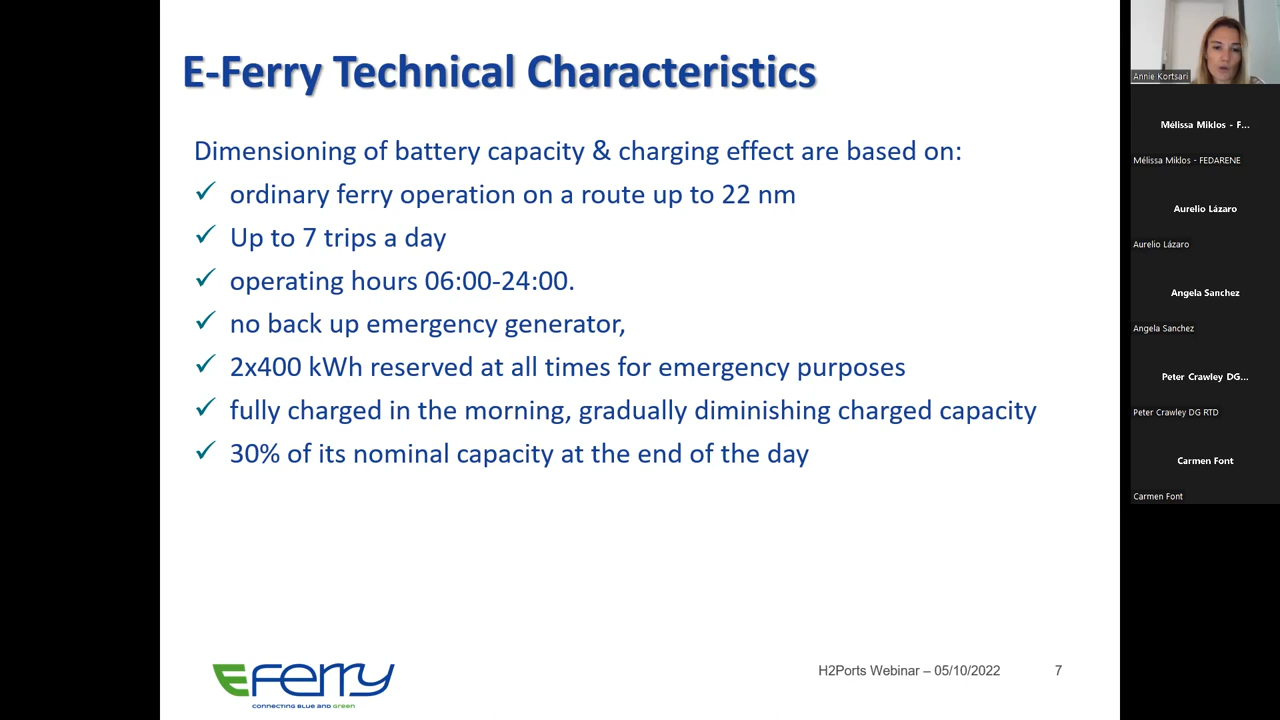 E-Ferry Technical Characteristics
Dimensioning of battery capacity & charging effect are based on:
✓ ordinary ferry operation on a route up to 22 nm
✓ Up to 7 trips a day
✓ operating hours 06:00-24:00.
✓ no back up emergency generator,
✓ 2x400 kWh reserved at all times for emergency purposes
✓ fully charged in the morning, gradually diminishing charged capacity
✓ 30% of its nominal capacity at the end of the day
EFerry
CONNECTING BLUE AND GREEN
H2Ports Webinar – 05/10/2022
7
Annie Kortsari
Mélissa Miklos - F...
Mélissa Miklos - FEDARENE
Aurelio Lázaro
Aurelio Lázaro
Angela Sanchez
Angela Sanchez
Peter Crawley DG...
Peter Crawley DG RTD
Carmen Font
Carmen Font